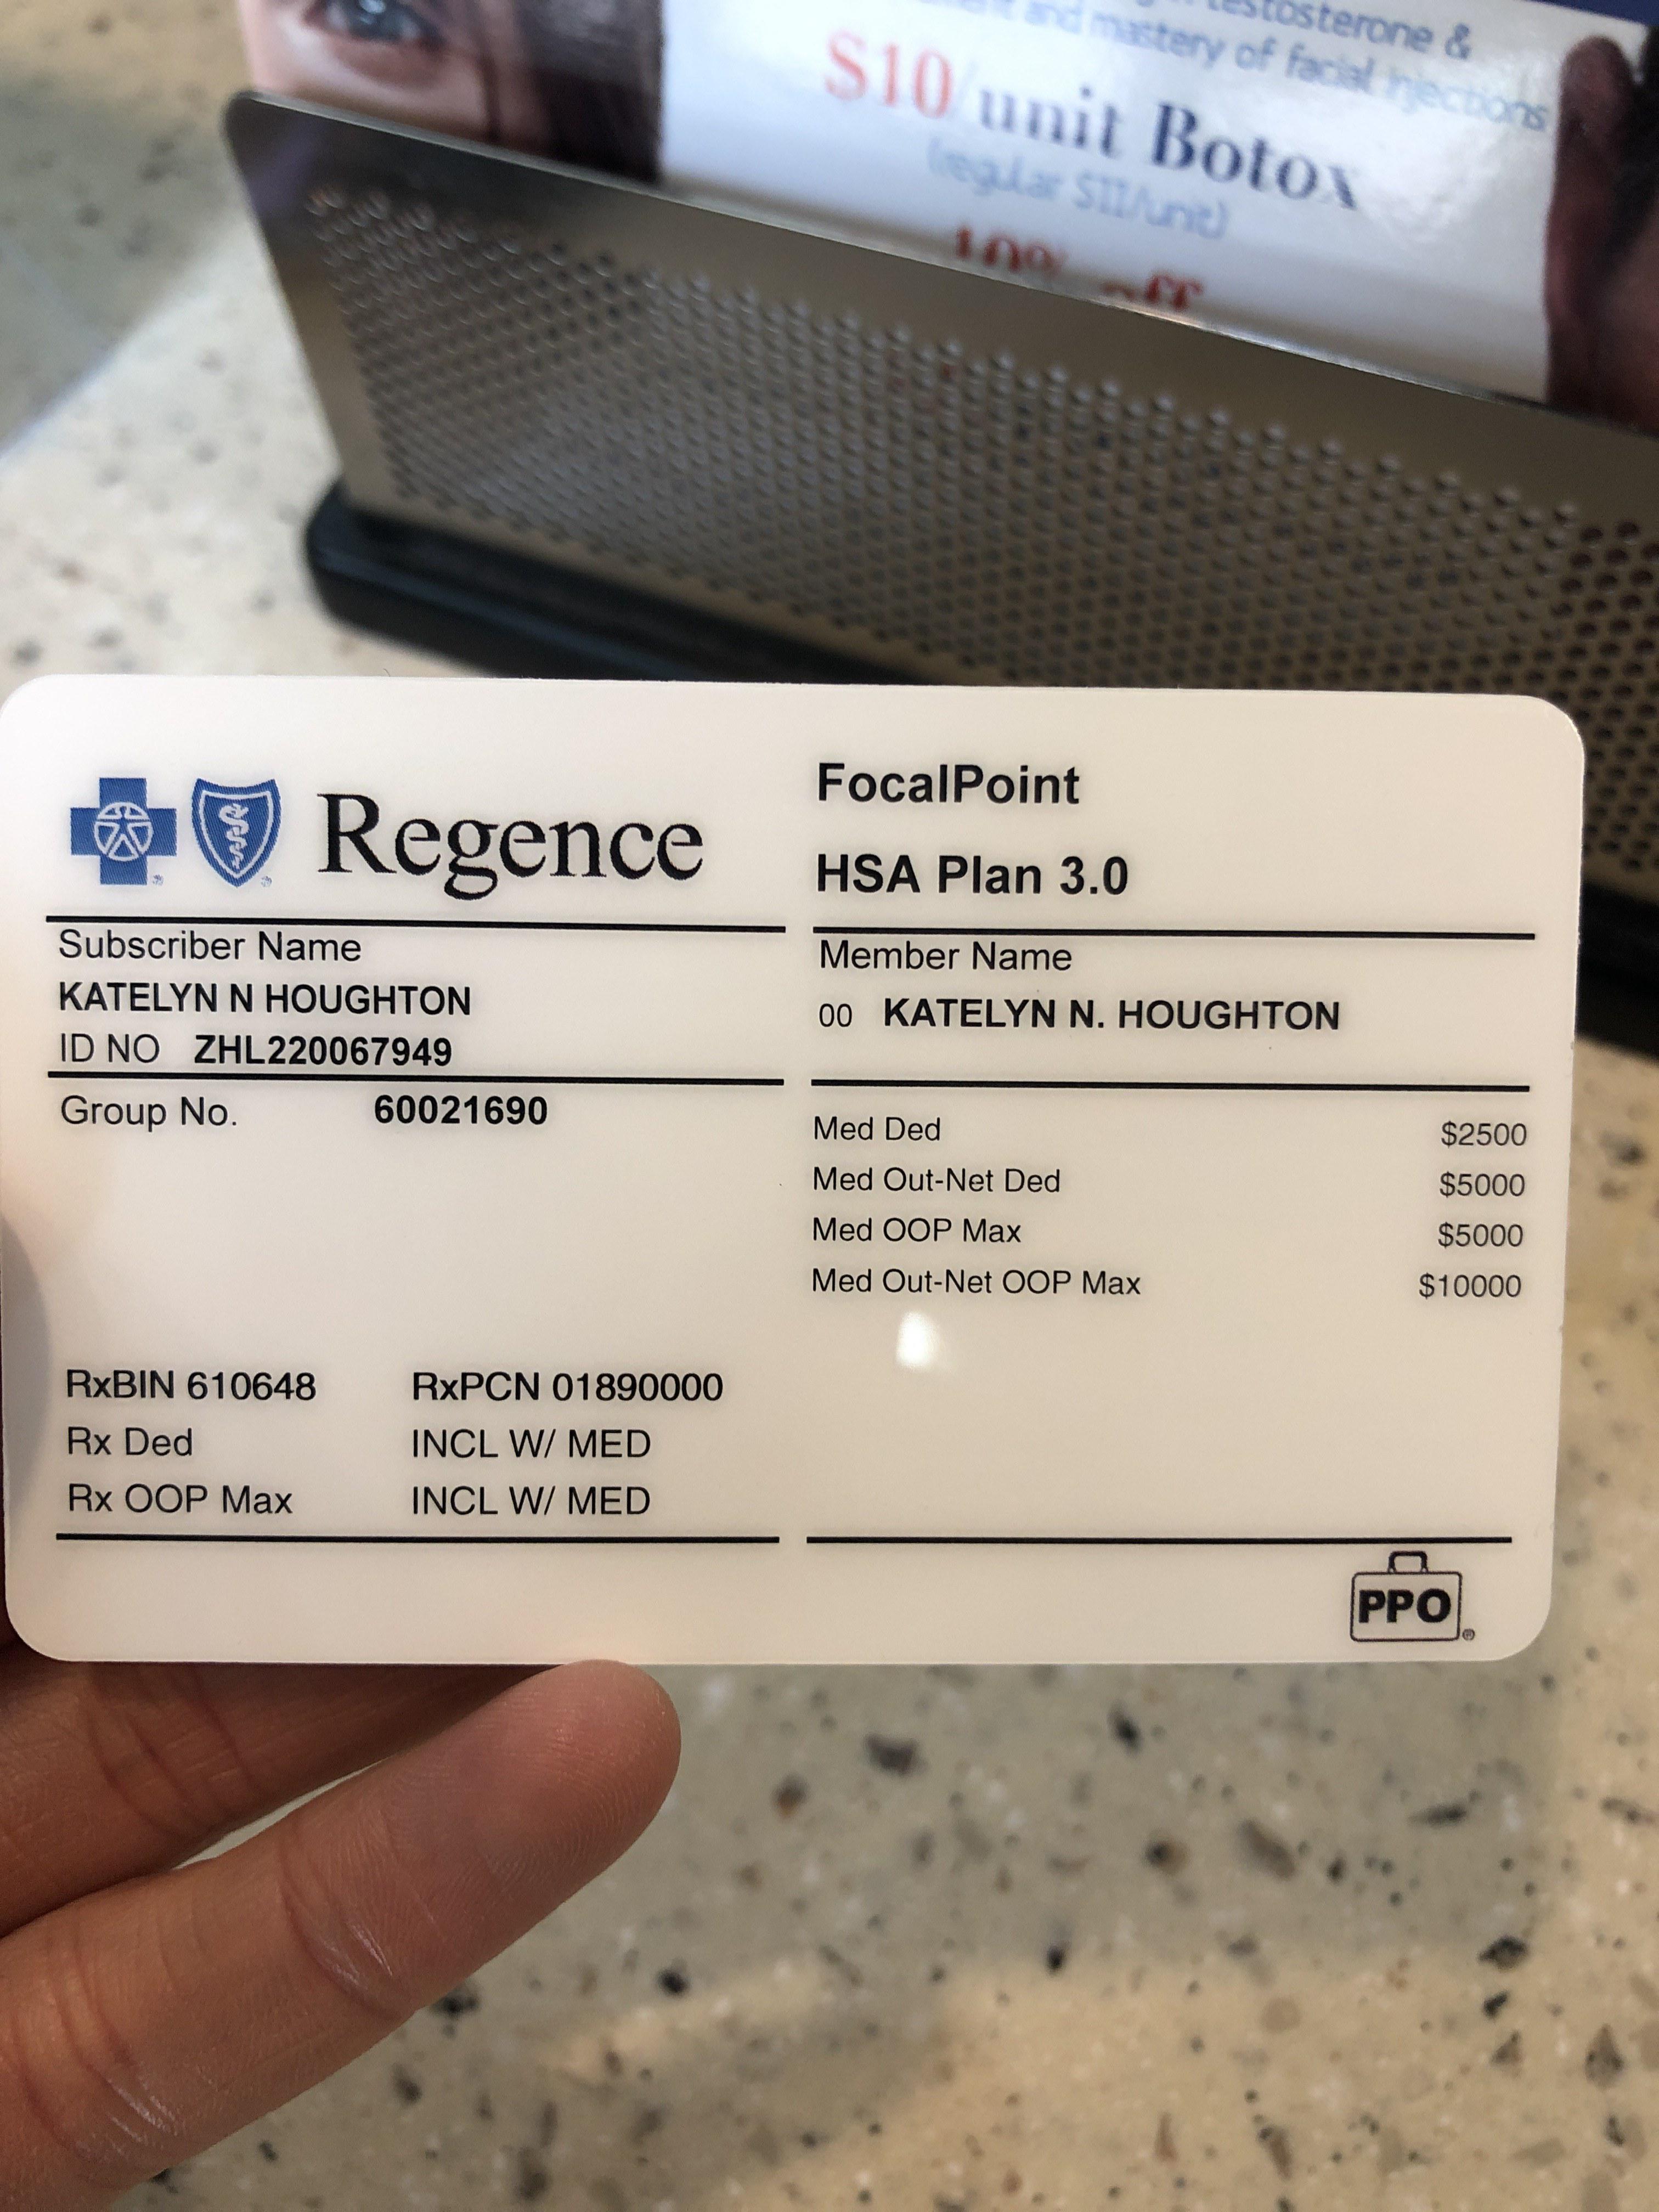 testosterone &
and mastery of facial injections
$10/unit Botox
(regular $11/unit)
10% off
Regence
FocalPoint
HSA Plan 3.0
Subscriber Name
KATELYN N HOUGHTON
ID NO ZHL220067949
Member Name
00 KATELYN N. HOUGHTON
Group No. 60021690
Med Ded $2500
Med Out-Net Ded $5000
Med OOP Max $5000
Med Out-Net OOP Max $10000
RxBIN 610648 RxPCN 01890000
Rx Ded INCL W/ MED
Rx OOP Max INCL W/ MED
PPO